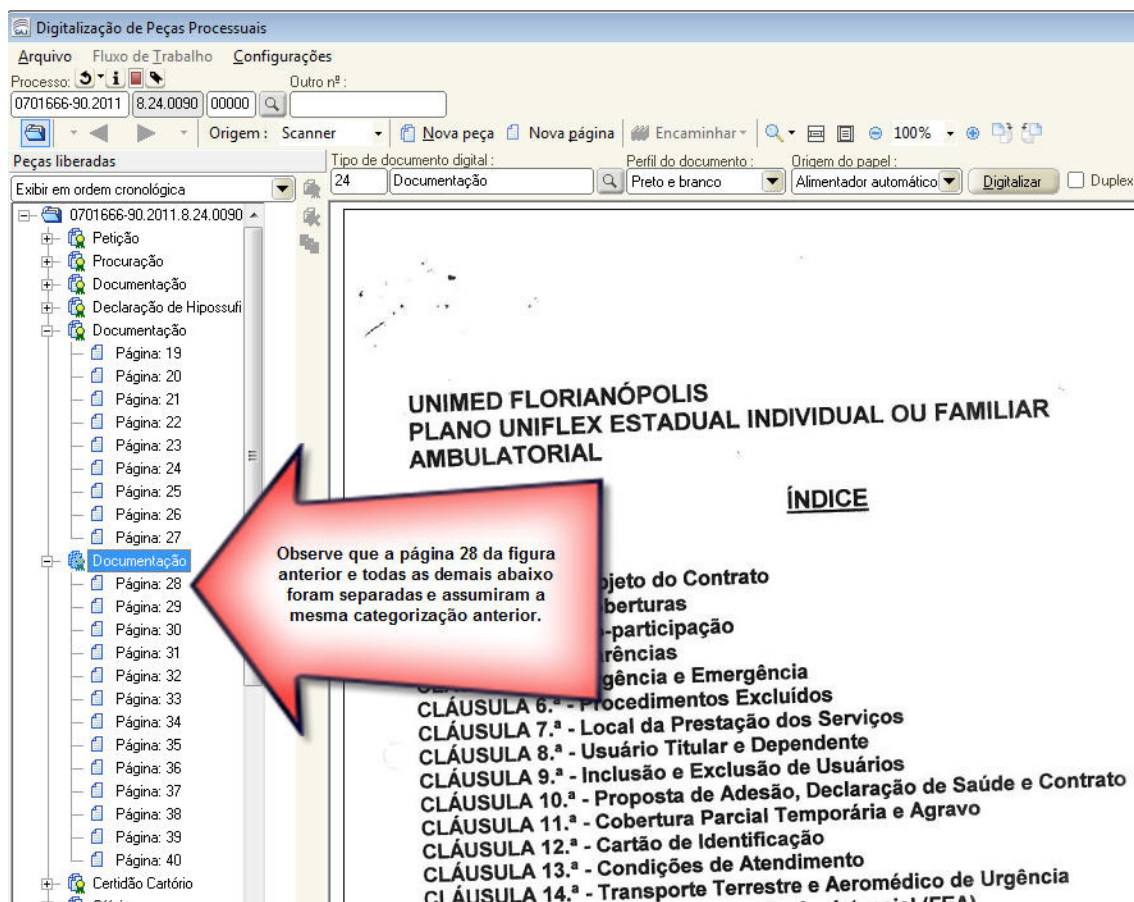 Digitalização de Peças Processuais
Arquivo Fluxo de Trabalho Configurações
Processo: Outro nº :
0701666-90.2011 8.24.0090 00000
Origem : Scanner Nova peça Nova página Encaminhar 100%
Peças liberadas
Tipo de documento digital : Perfil do documento : Origem do papel :
Exibir em ordem cronológica
24 Documentação Preto e branco Alimentador automático Digitalizar Duplex
0701666-90.2011.8.24.0090
Petição
Procuração
Documentação
Declaração de Hipossufi
Documentação
Página: 19
Página: 20
Página: 21
Página: 22
Página: 23
Página: 24
Página: 25
Página: 26
Página: 27
Documentação
Página: 28
Página: 29
Página: 30
Página: 31
Página: 32
Página: 33
Página: 34
Página: 35
Página: 36
Página: 37
Página: 38
Página: 39
Página: 40
Certidão Cartório
Observe que a página 28 da figura
anterior e todas as demais abaixo
foram separadas e assumiram a
mesma categorização anterior.
UNIMED FLORIANÓPOLIS
PLANO UNIFLEX ESTADUAL INDIVIDUAL OU FAMILIAR
AMBULATORIAL
ÍNDICE
do Contrato
CLÁUSULA 6.ª - Procedimentos Excluídos
CLÁUSULA 7.ª - Local da Prestação dos Serviços
CLÁUSULA 8.ª - Usuário Titular e Dependente
CLÁUSULA 9.ª - Inclusão e Exclusão de Usuários
CLÁUSULA 10.ª - Proposta de Adesão, Declaração de Saúde e Contrato
CLÁUSULA 11.ª - Cobertura Parcial Temporária e Agravo
CLÁUSULA 12.ª - Cartão de Identificação
CLÁUSULA 13.ª - Condições de Atendimento
CLÁUSULA 14.ª - Transporte Terrestre e Aeromédico de Urgência